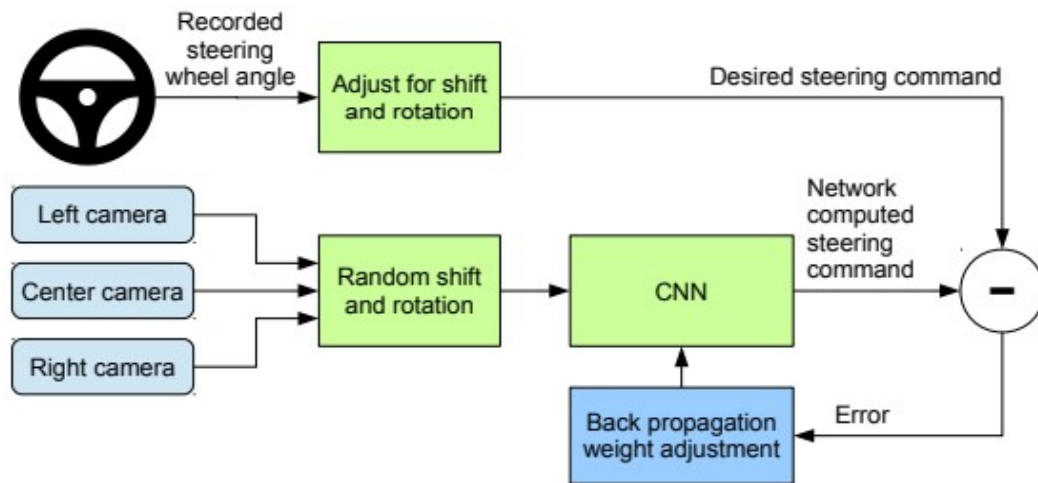 Recorded
steering
wheel angle
Adjust for shift
and rotation
Desired steering command
Left camera
Center camera
Right camera
Random shift
and rotation
CNN
Network
computed
steering
command
-
Back propagation
weight adjustment
Error